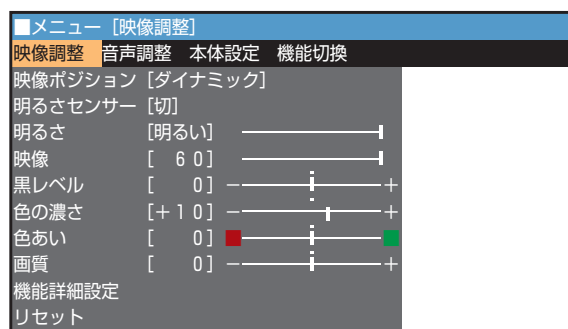 ■メニュー [映像調整]
映像調整 音声調整 本体設定 機能切換
映像ポジション [ダイナミック]
明るさセンサー [切]
明るさ [明るい]
映像 [ 60]
黒レベル [ 0] − +
色の濃さ [+10] − +
色あい [ 0]
画質 [ 0] − +
機能詳細設定
リセット